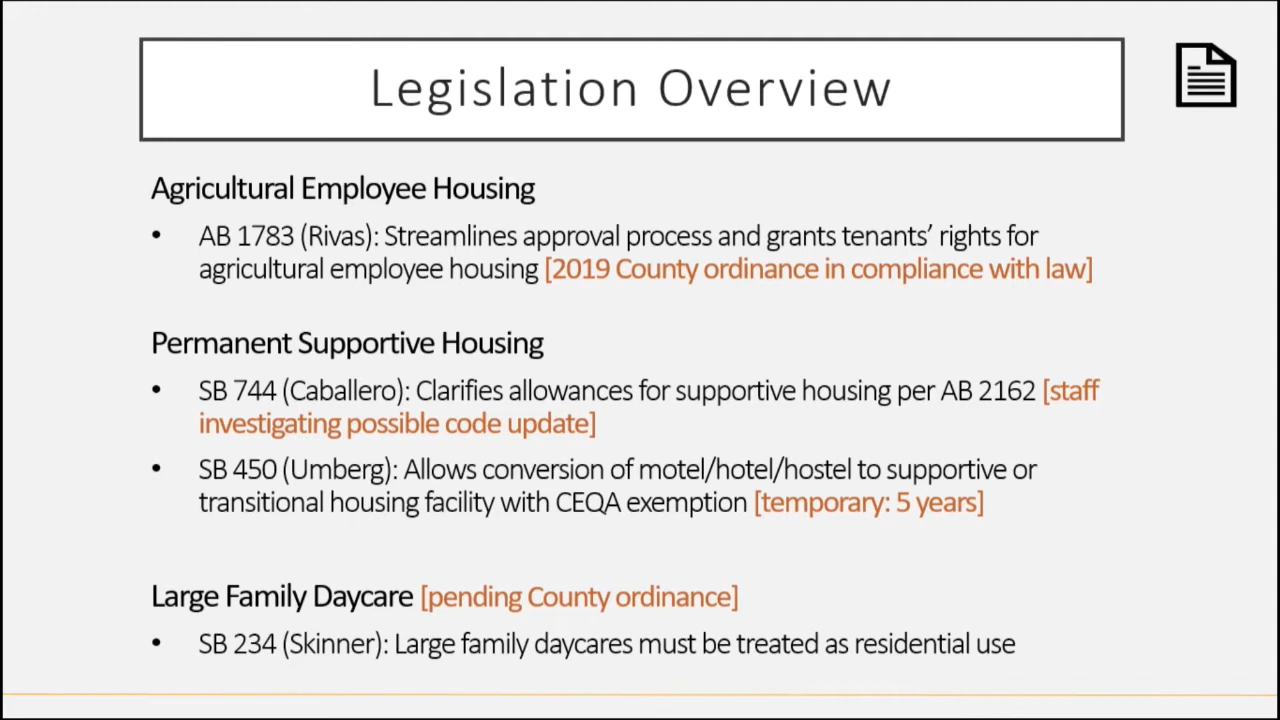 Legislation Overview
Agricultural Employee Housing
• AB 1783 (Rivas): Streamlines approval process and grants tenants’ rights for
agricultural employee housing [2019 County ordinance in compliance with law]
Permanent Supportive Housing
• SB 744 (Caballero): Clarifies allowances for supportive housing per AB 2162 [staff
investigating possible code update]
• SB 450 (Umberg): Allows conversion of motel/hotel/hostel to supportive or
transitional housing facility with CEQA exemption [temporary: 5 years]
Large Family Daycare [pending County ordinance]
• SB 234 (Skinner): Large family daycares must be treated as residential use